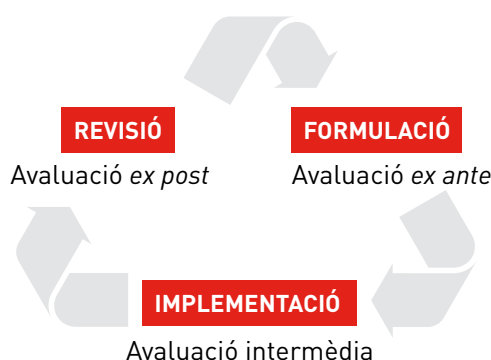 REVISIÓ
Avaluació ex post
FORMULACIÓ
Avaluació ex ante
IMPLEMENTACIÓ
Avaluació intermèdia